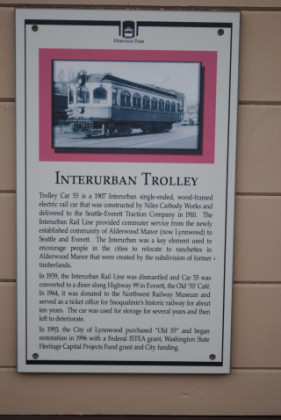 Heritage Park
INTERURBAN TROLLEY
Trolley Car 55 is a 1907 Interurban single-ended, wood-framed
electric rail car that was constructed by Niles Carbody Works and
delivered to the Seattle-Everett Traction Company in 1910. The
Interurban Rail Line provided commuter service from the newly
established community of Alderwood Manor (now Lynnwood) to
Seattle and Everett. The Interurban was a key element used to
encourage people in the cities to relocate to ranchettes in
Alderwood Manor that were created by the subdivision of former
timberlands.
In 1939, the Interurban Rail Line was dismantled and Car 55 was
converted to a diner along Highway 99 in Everett, the Old '55' Café.
In 1964, it was donated to the Northwest Railway Museum and
served as a ticket office for Snoqualmie's historic railway for about
ten years. The car was used for storage for several years and then
left to deteriorate.
In 1993, the City of Lynnwood purchased "Old 55" and began
restoration in 1996 with a Federal ISTEA grant, Washington State
Heritage Capital Projects Fund grant and City funding.